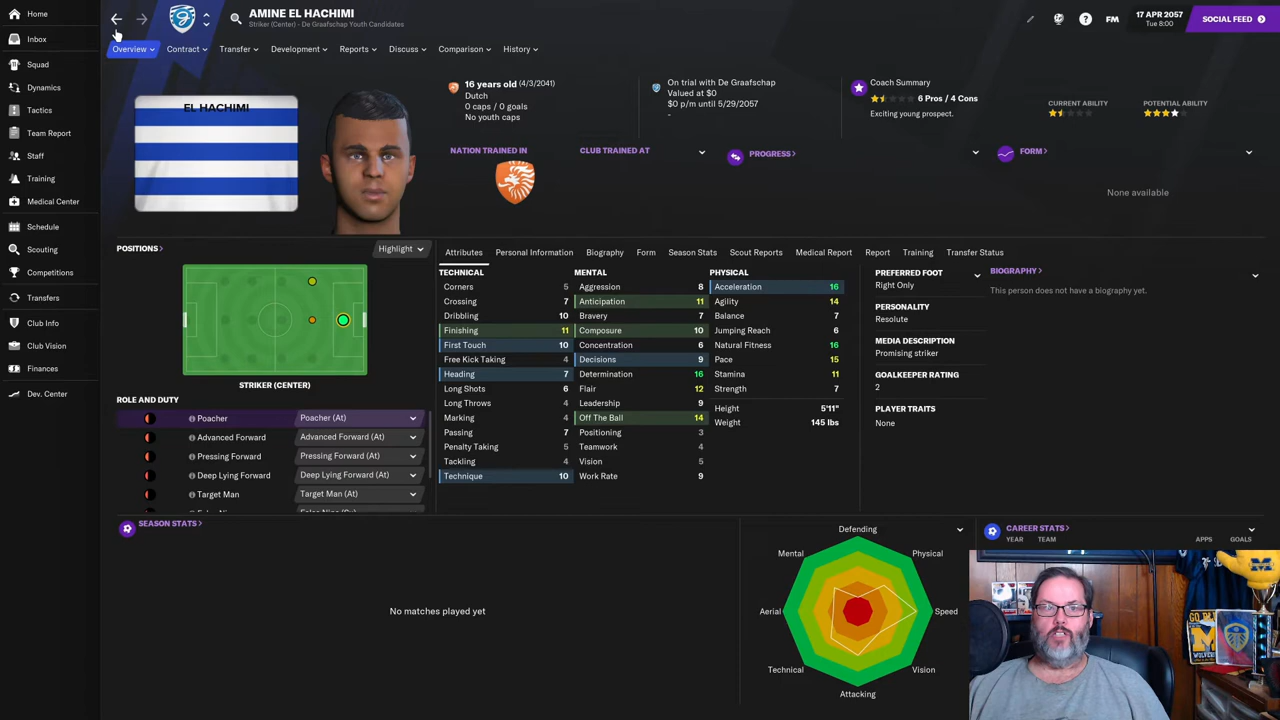 Home
Inbox
Squad
Dynamics
Tactics
Team Report
Staff
Training
Medical Center
Schedule
Scouting
Competitions
Transfers
Club Info
Club Vision
Finances
Dev. Center
AMINE EL HACHIMI
Striker (Center) - De Graafschap Youth Candidates
FM
17 APR 2057
Tue 8:00
SOCIAL FEED
Overview
Contract
Transfer
Development
Reports
Discuss
Comparison
History
EL HACHIMI
16 years old (4/3/2041)
Dutch
0 caps / 0 goals
No youth caps
On trial with De Graafschap
Valued at $0
$0 p/m until 5/29/2057
-
Coach Summary
6 Pros / 4 Cons
Exciting young prospect.
CURRENT ABILITY
POTENTIAL ABILITY
NATION TRAINED IN
CLUB TRAINED AT
PROGRESS
FORM
None available
POSITIONS
Highlight
STRIKER (CENTER)
ROLE AND DUTY
Poacher Poacher (At)
Advanced Forward Advanced Forward (At)
Pressing Forward Pressing Forward (At)
Deep Lying Forward Deep Lying Forward (At)
Target Man Target Man (At)
Attributes
Personal Information
Biography
Form
Season Stats
Scout Reports
Medical Report
Report
Training
Transfer Status
TECHNICAL
Corners 5
Crossing 7
Dribbling 10
Finishing 11
First Touch 10
Free Kick Taking 4
Heading 7
Long Shots 6
Long Throws 4
Marking 4
Passing 7
Penalty Taking 5
Tackling 4
Technique 10
MENTAL
Aggression 8
Anticipation 11
Bravery 7
Composure 10
Concentration 6
Decisions 9
Determination 16
Flair 12
Leadership 9
Off The Ball 14
Positioning 3
Teamwork 4
Vision 5
Work Rate 9
PHYSICAL
Acceleration 16
Agility 14
Balance 7
Jumping Reach 6
Natural Fitness 16
Pace 15
Stamina 11
Strength 7
Height 5'11"
Weight 145 lbs
PREFERRED FOOT
Right Only
PERSONALITY
Resolute
MEDIA DESCRIPTION
Promising striker
GOALKEEPER RATING
2
PLAYER TRAITS
None
BIOGRAPHY
This person does not have a biography yet.
SEASON STATS
No matches played yet
Defending
Physical
Speed
Vision
Attacking
Technical
Aerial
Mental
CAREER STATS
YEAR TEAM APPS GOALS